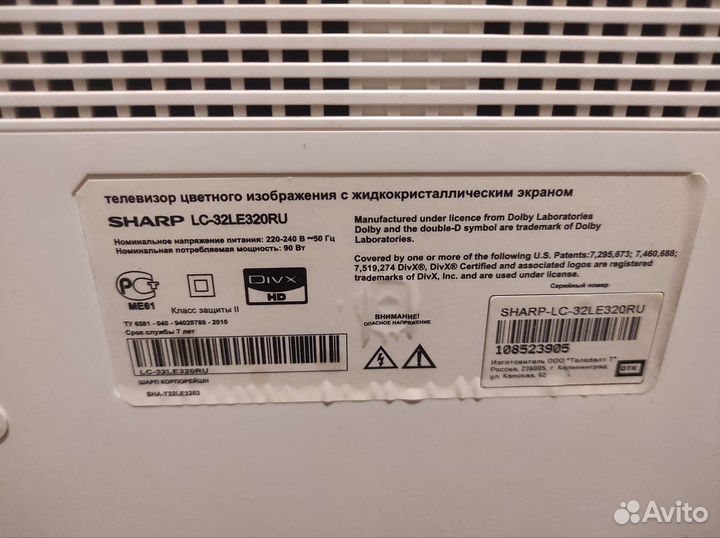 телевизор цветного изображения с жидкокристаллическим экраном
SHARP LC-32LE320RU
Номинальное напряжение питания: 220-240 В ~50 Гц
Номинальная потребляемая мощность: 90 Вт
Manufactured under licence from Dolby Laboratories
Dolby and the double-D symbol are trademark of Dolby
Laboratories.
Covered by one or more of the following U.S. Patents:7,295,673; 7,460,688;
7,519,274 DivX®, DivX® Certified and associated logos are registered
trademarks of DivX, Inc. and are used under license.
РСТ
МЕ61
Класс защиты II
DIVX
HD
ТУ 6581 - 040 - 94028789 - 2010
Срок службы 7 лет
LC-32LE320RU
ШАРП КОРПОРЕЙШН
SHA-T32LE3203
ВНИМАНИЕ!
ОПАСНОЕ НАПРЯЖЕНИЕ
Серийный номер
SHARP-LC-32LE320RU
108523905
Изготовитель ООО "Телебалт Т"
Россия, 236005, г. Калининград
ул. Камская, 62
ОТК
Avito